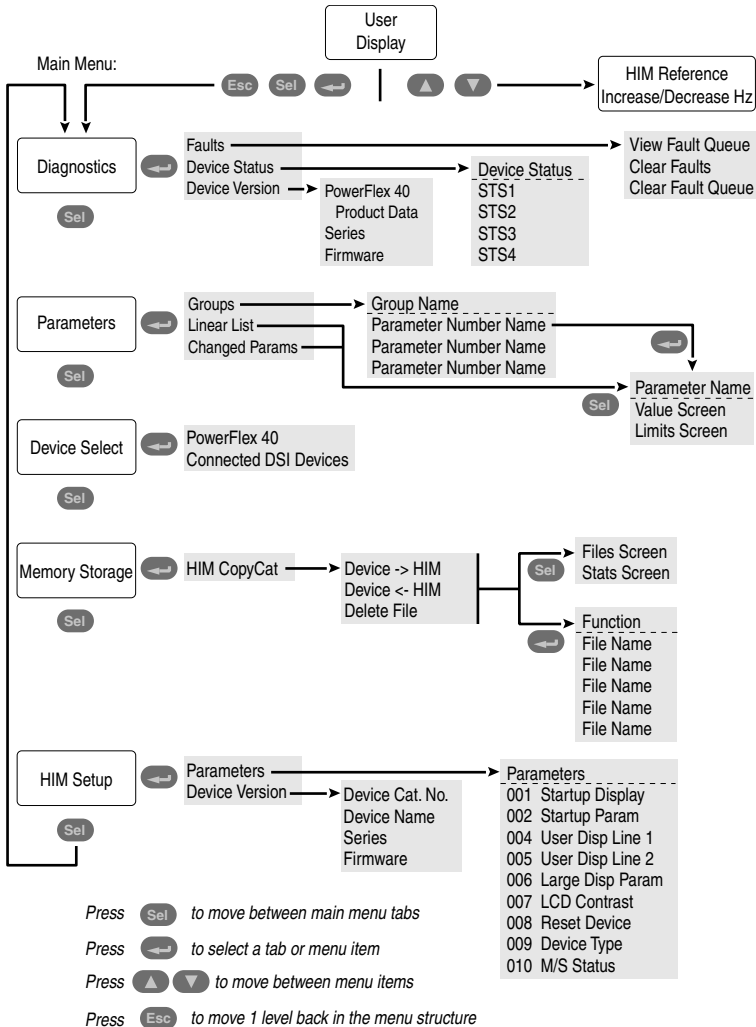 User
Display
Main Menu:
Esc Sel
HIM Reference
Increase/Decrease Hz
Diagnostics
Sel
Faults
Device Status
Device Version
PowerFlex 40
Product Data
Series
Firmware
Device Status
STS1
STS2
STS3
STS4
View Fault Queue
Clear Faults
Clear Fault Queue
Parameters
Sel
Groups
Linear List
Changed Params
Group Name
Parameter Number Name
Parameter Number Name
Parameter Number Name
Sel
Parameter Name
Value Screen
Limits Screen
Device Select
Sel
PowerFlex 40
Connected DSI Devices
Memory Storage
Sel
HIM CopyCat
Device -> HIM
Device <- HIM
Delete File
Sel
Files Screen
Stats Screen
Function
File Name
File Name
File Name
File Name
File Name
HIM Setup
Sel
Parameters
Device Version
Device Cat. No.
Device Name
Series
Firmware
Parameters
001 Startup Display
002 Startup Param
004 User Disp Line 1
005 User Disp Line 2
006 Large Disp Param
007 LCD Contrast
008 Reset Device
009 Device Type
010 M/S Status
Press Sel to move between main menu tabs
Press to select a tab or menu item
Press to move between menu items
Press Esc to move 1 level back in the menu structure